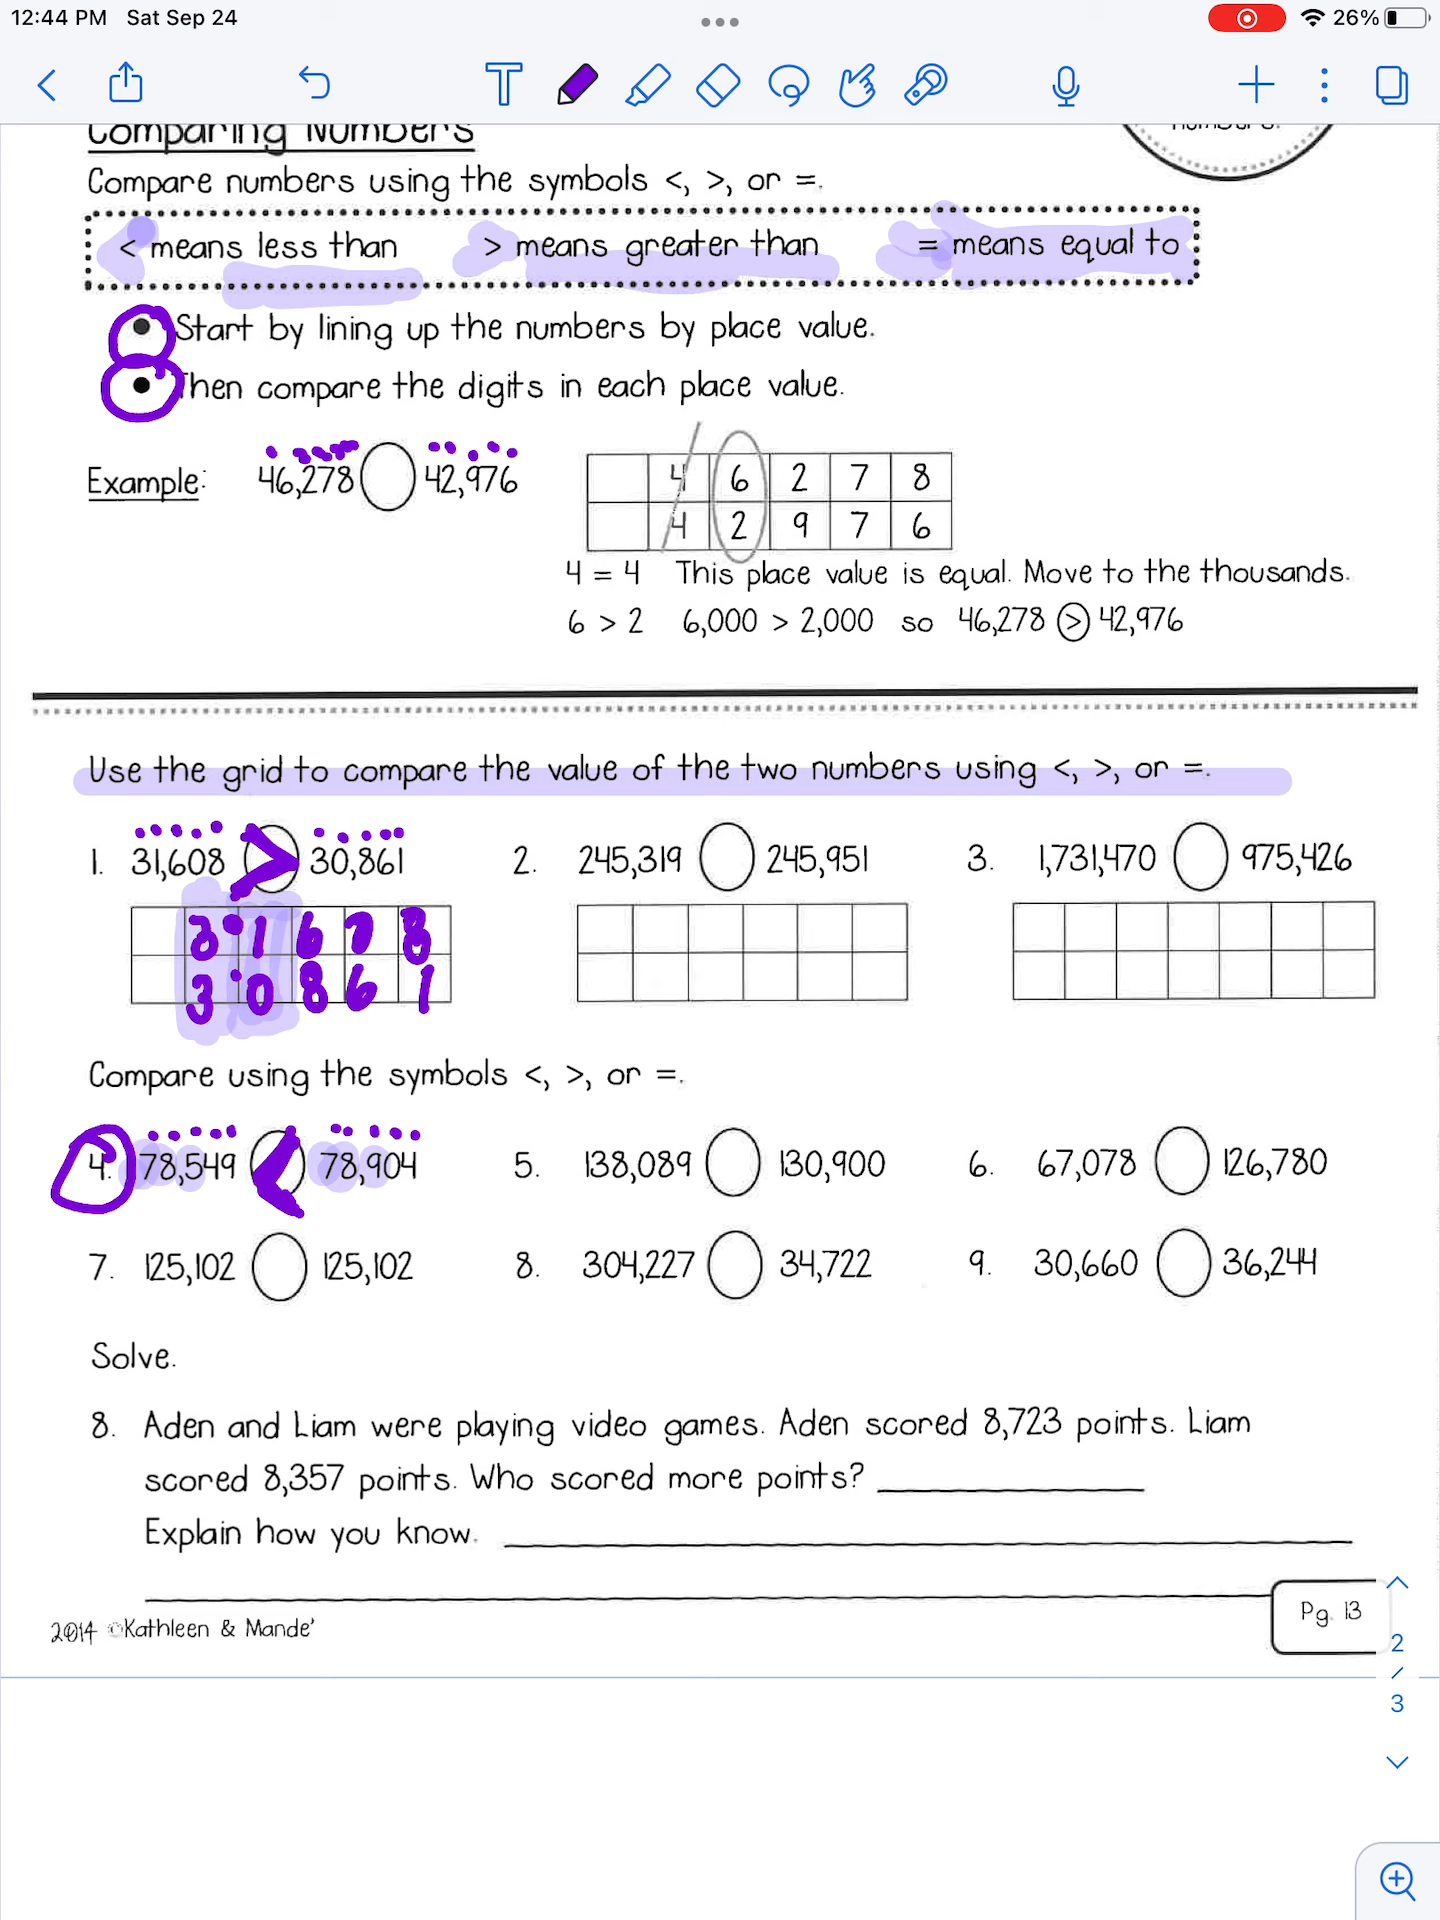 12:44 PM Sat Sep 24
26%
T
Comparing Numbers
Compare numbers using the symbols <, >, or =.
< means less than > means greater than = means equal to
• Start by lining up the numbers by place value.
• Then compare the digits in each place value.
Example: 46,278 42,976
4 6 2 7 8
4 2 9 7 6
4 = 4 This place value is equal. Move to the thousands.
6 > 2 6,000 > 2,000 so 46,278 > 42,976
Use the grid to compare the value of the two numbers using <, >, or =.
1. 31,608 > 30,861 2. 245,319 245,951 3. 1,731,470 975,426
3 1 6 8
3 0 8 6 1
Compare using the symbols <, >, or =.
4. 78,549 < 78,904 5. 138,089 130,900 6. 67,078 126,780
7. 125,102 125,102 8. 304,227 34,722 9. 30,660 36,244
Solve.
8. Aden and Liam were playing video games. Aden scored 8,723 points. Liam
scored 8,357 points. Who scored more points?
Explain how you know.
2014 ©Kathleen & Mande'
Pg. 13
2
/
3